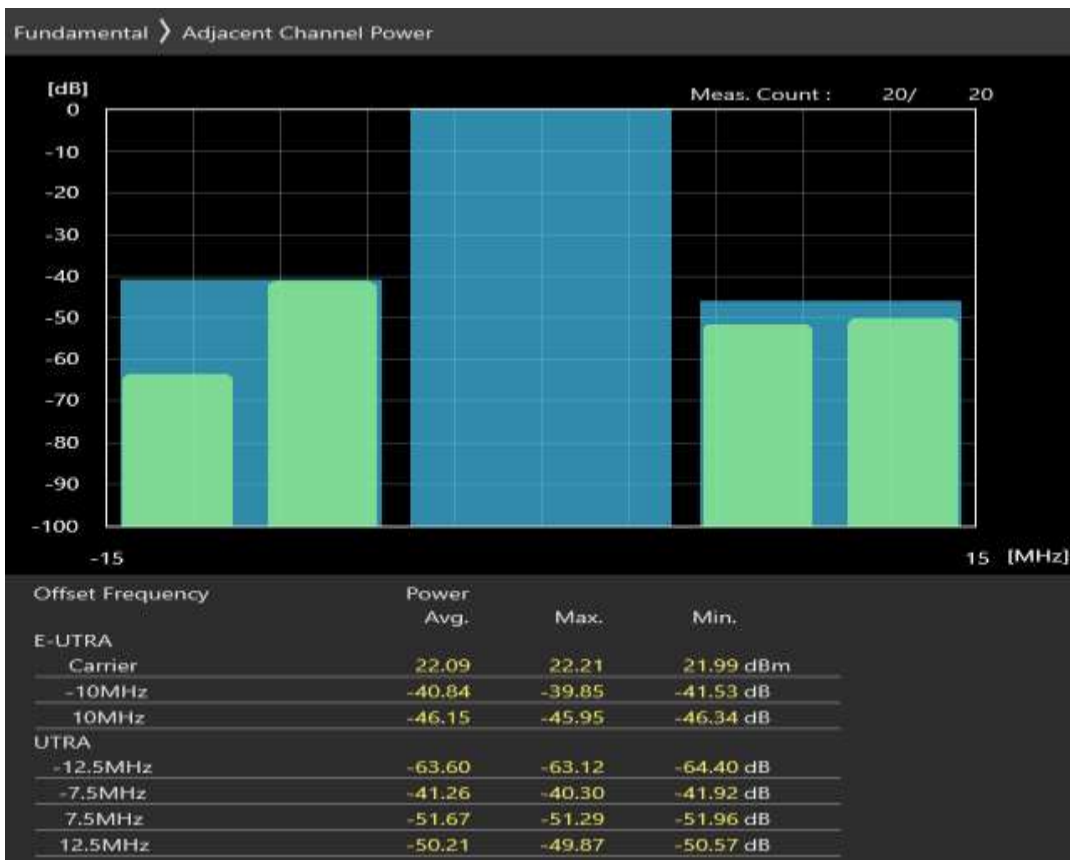 Fundamental ❯ Adjacent Channel Power
[dB]
Meas. Count : 20/ 20
0
-10
-20
-30
-40
-50
-60
-70
-80
-90
-100
-15 15 [MHz]
Offset Frequency Power
Avg. Max. Min.
E-UTRA
Carrier 22.09 22.21 21.99 dBm
-10MHz -40.84 -39.85 -41.53 dB
10MHz -46.15 -45.95 -46.34 dB
UTRA
-12.5MHz -63.60 -63.12 -64.40 dB
-7.5MHz -41.26 -40.30 -41.92 dB
7.5MHz -51.67 -51.29 -51.96 dB
12.5MHz -50.21 -49.87 -50.57 dB